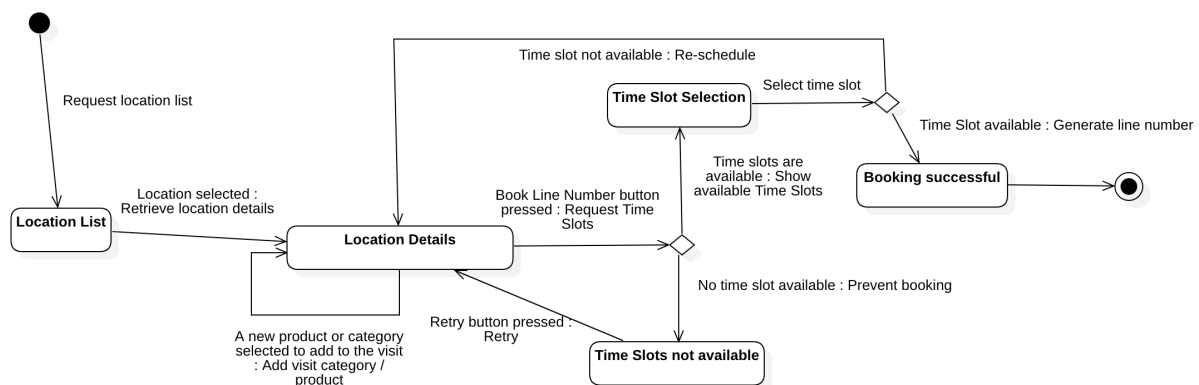 Time slot not available : Re-schedule
Select time slot
Time Slot Selection
Request location list
Time Slot available : Generate line number
Time slots are
available : Show
available Time Slots
Booking successful
Location selected :
Retrieve location details
Book Line Number button
pressed : Request Time
Slots
Location List
Location Details
No time slot available : Prevent booking
Retry button pressed :
Retry
A new product or category
selected to add to the visit
: Add visit category /
product
Time Slots not available